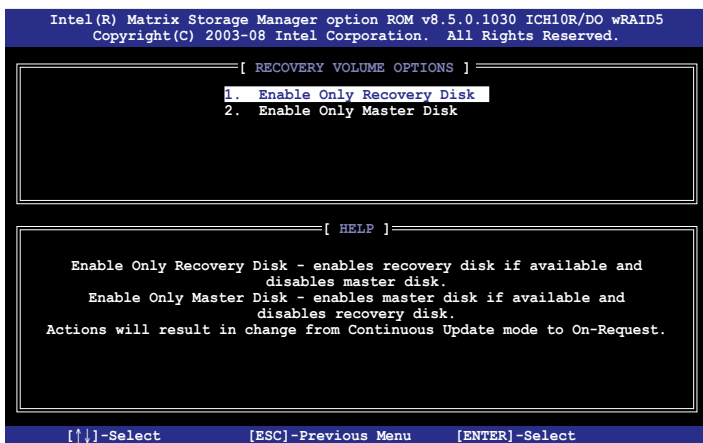 Intel(R) Matrix Storage Manager option ROM v8.5.0.1030 ICH10R/DO wRAID5
Copyright(C) 2003-08 Intel Corporation. All Rights Reserved.
[ RECOVERY VOLUME OPTIONS ]
1. Enable Only Recovery Disk
2. Enable Only Master Disk
[ HELP ]
Enable Only Recovery Disk - enables recovery disk if available and
disables master disk.
Enable Only Master Disk - enables master disk if available and
disables recovery disk.
Actions will result in change from Continuous Update mode to On-Request.
[↑↓]-Select [ESC]-Previous Menu [ENTER]-Select